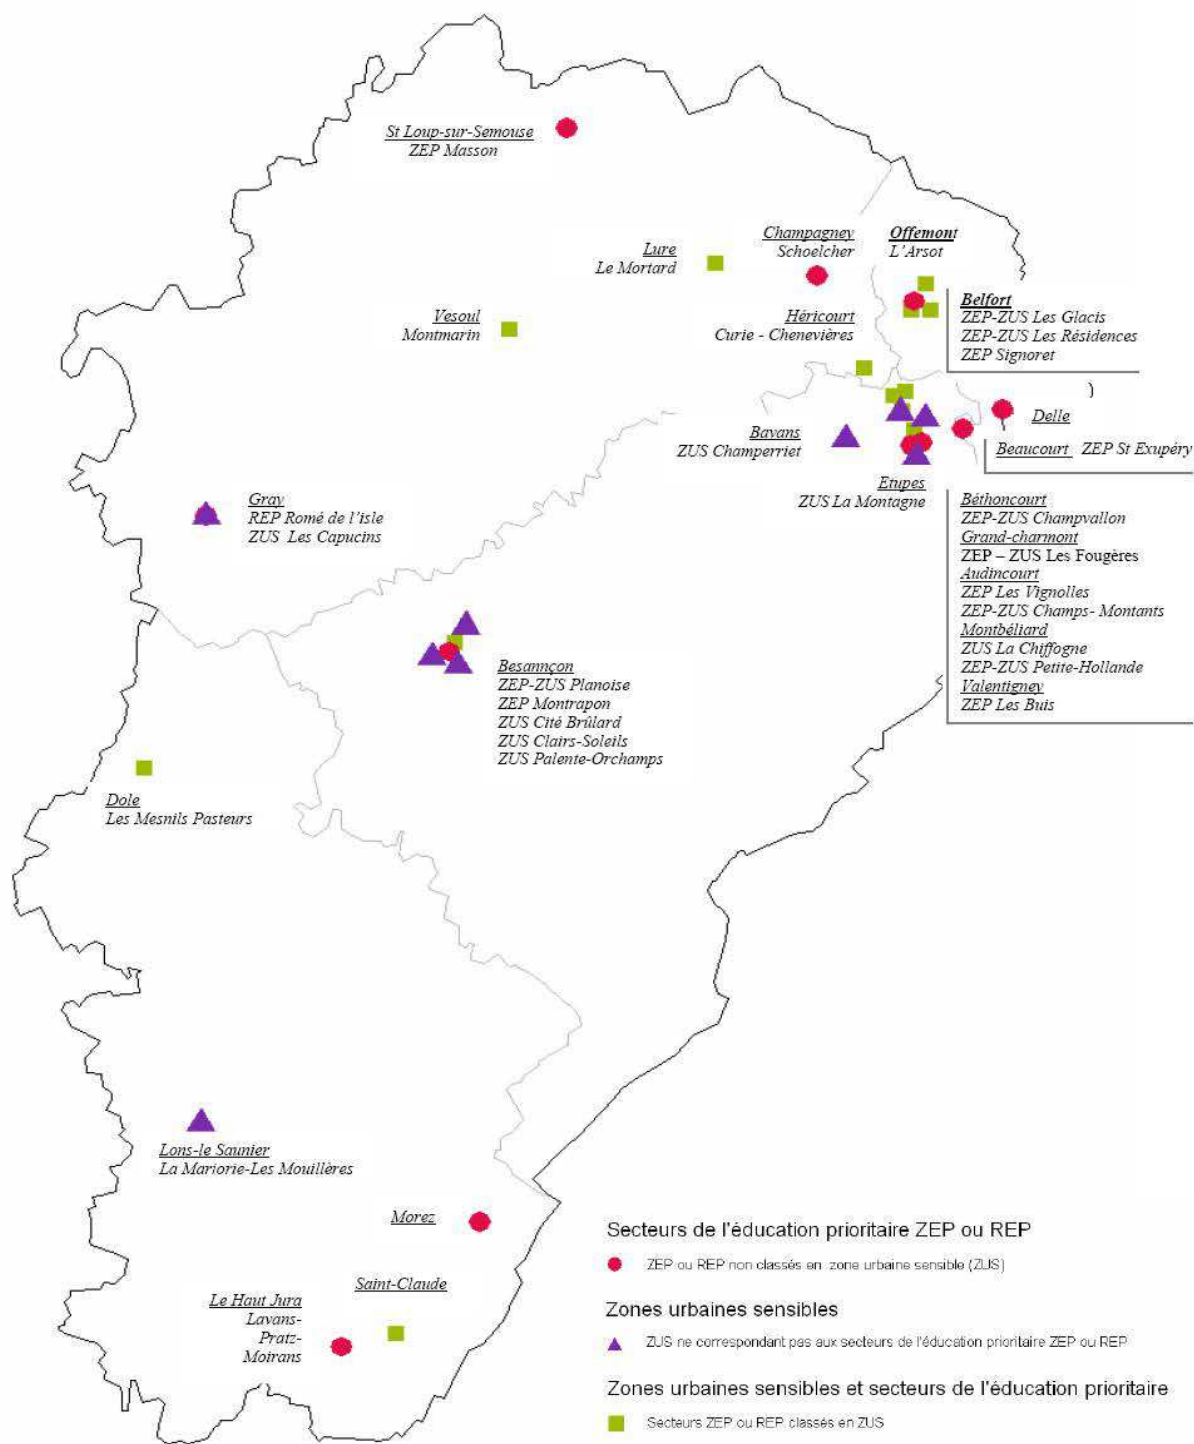 St Loup-sur-Semouse
ZEP Masson
Champagney
Schoelcher
Offemont
L'Arsot
Lure
Le Mortard
Vesoul
Montmarin
Héricourt
Curie - Chenevières
Belfort
ZEP-ZUS Les Glacis
ZEP-ZUS Les Résidences
ZEP Signoret
)
Delle
Bavans
ZUS Champerriet
Beaucourt ZEP St Exupéry
Etupes
ZUS La Montagne
Gray
REP Romé de l'isle
ZUS Les Capucins
Béthoncourt
ZEP-ZUS Champvallon
Grand-charmont
ZEP – ZUS Les Fougères
Audincourt
ZEP Les Vignolles
ZEP-ZUS Champs- Montants
Montbéliard
ZUS La Chiffogne
ZEP-ZUS Petite-Hollande
Valentigney
ZEP Les Buis
Besannçon
ZEP-ZUS Planoise
ZEP Montrapon
ZUS Cité Brûlard
ZUS Clairs-Soleils
ZUS Palente-Orchamps
Dole
Les Mesnils Pasteurs
Lons-le Saunier
La Mariorie-Les Mouillères
Morez
Saint-Claude
Le Haut Jura
Lavans-
Pratz-
Moirans
Secteurs de l'éducation prioritaire ZEP ou REP
ZEP ou REP non classés en zone urbaine sensible (ZUS)
Zones urbaines sensibles
ZUS ne correspondant pas aux secteurs de l'éducation prioritaire ZEP ou REP
Zones urbaines sensibles et secteurs de l'éducation prioritaire
Secteurs ZEP ou REP classés en ZUS